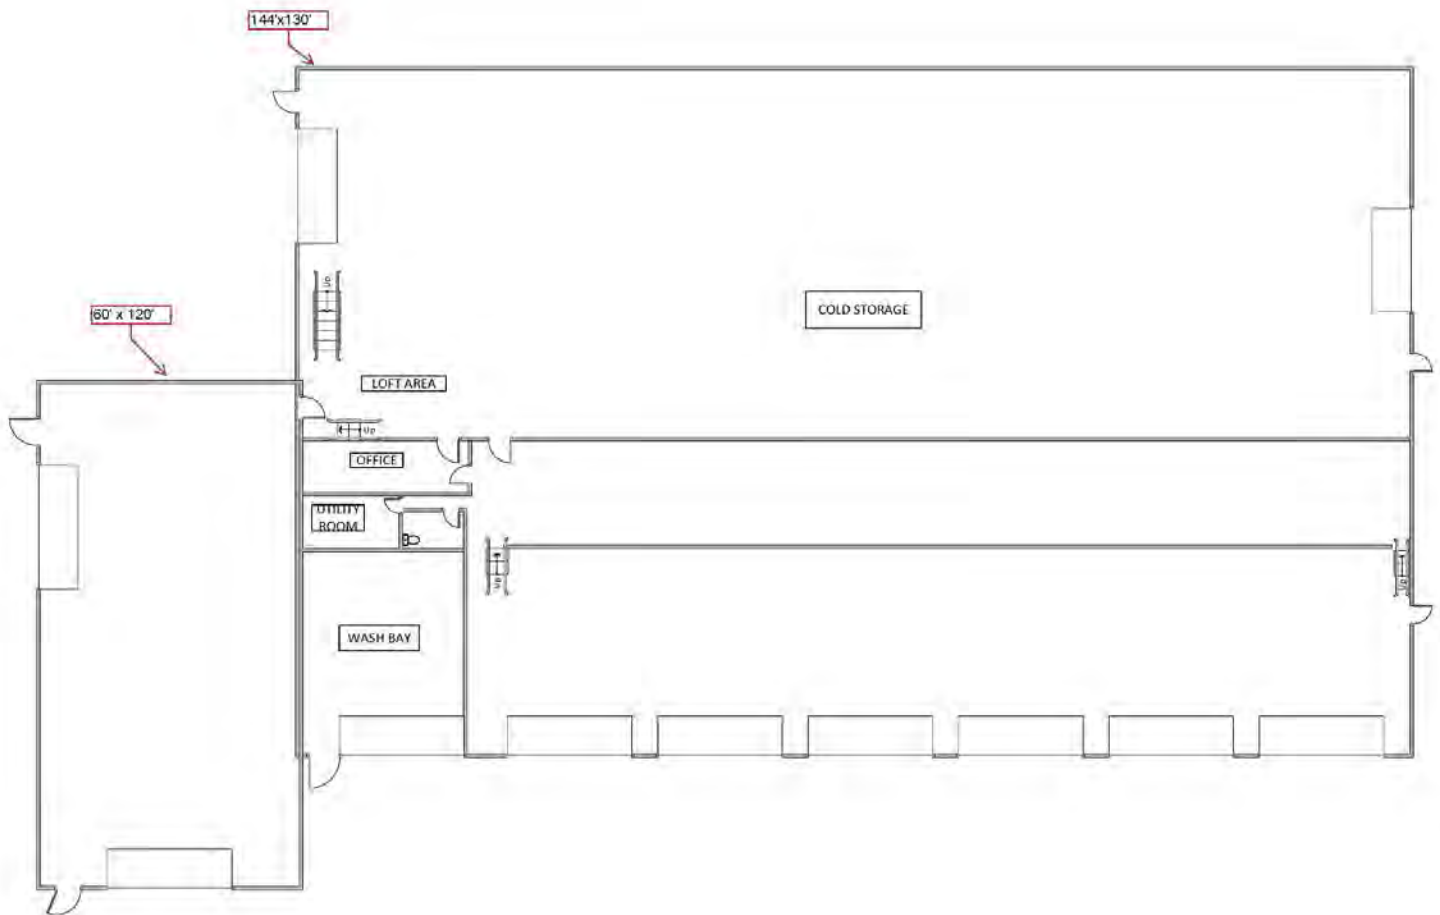 144'x130'
Up
COLD STORAGE
60' x 120'
LOFT AREA
Up
OFFICE
UTILITY
ROOM
Up
Up
WASH BAY